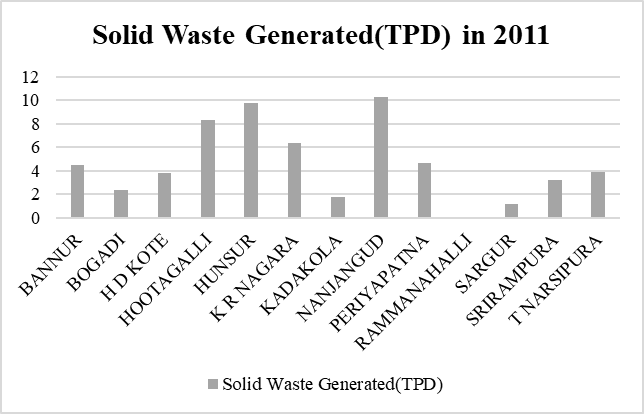 Solid Waste Generated(TPD) in 2011
12
10
8
6
4
2
0
BANNUR
BOGADI
H D KOTE
HOOTAGALLI
HUNSUR
K R NAGARA
KADAKOLA
NANJANGUD
PERIYAPATNA
RAMMANAHALLI
SARGUR
SRIRAMPURA
T NARSIPURA
Solid Waste Generated(TPD)